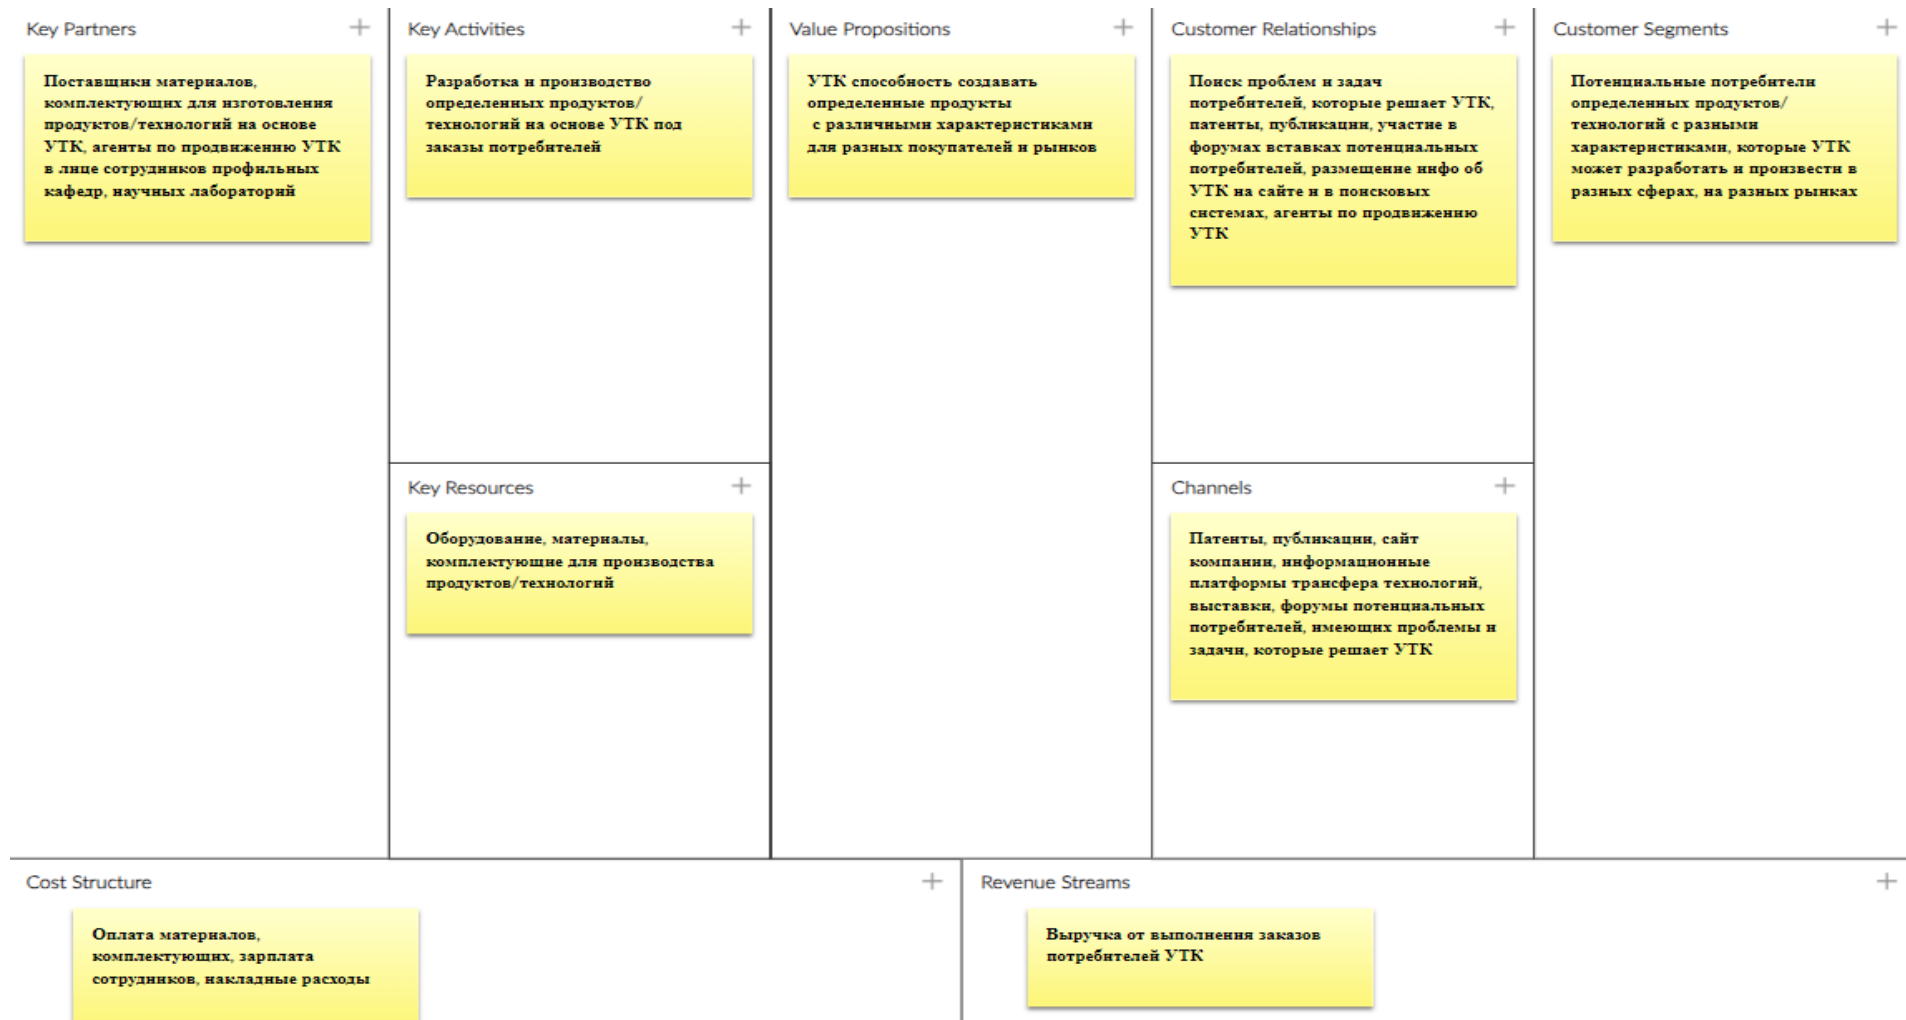 Key Partners +
Поставщики материалов,
комплектующих для изготовления
продуктов/технологий на основе
УТК, агенты по продвижению УТК
в лице сотрудников профильных
кафедр, научных лабораторий
Key Activities +
Разработка и производство
определенных продуктов/
технологий на основе УТК под
заказы потребителей
Key Resources +
Оборудование, материалы,
комплектующие для производства
продуктов/технологий
Value Propositions +
УТК способность создавать
определенные продукты
с различными характеристиками
для разных покупателей и рынков
Customer Relationships +
Поиск проблем и задач
потребителей, которые решает УТК,
патенты, публикации, участие в
форумах вставках потенциальных
потребителей, размещение инфо об
УТК на сайте и в поисковых
системах, агенты по продвижению
УТК
Channels +
Патенты, публикации, сайт
компании, информационные
платформы трансфера технологий,
выставки, форумы потенциальных
потребителей, имеющих проблемы и
задачи, которые решает УТК
Customer Segments +
Потенциальные потребители
определенных продуктов/
технологий с разными
характеристиками, которые УТК
может разработать и произвести в
разных сферах, на разных рынках
Cost Structure +
Оплата материалов,
комплектующих, зарплата
сотрудников, накладные расходы
Revenue Streams +
Выручка от выполнения заказов
потребителей УТК